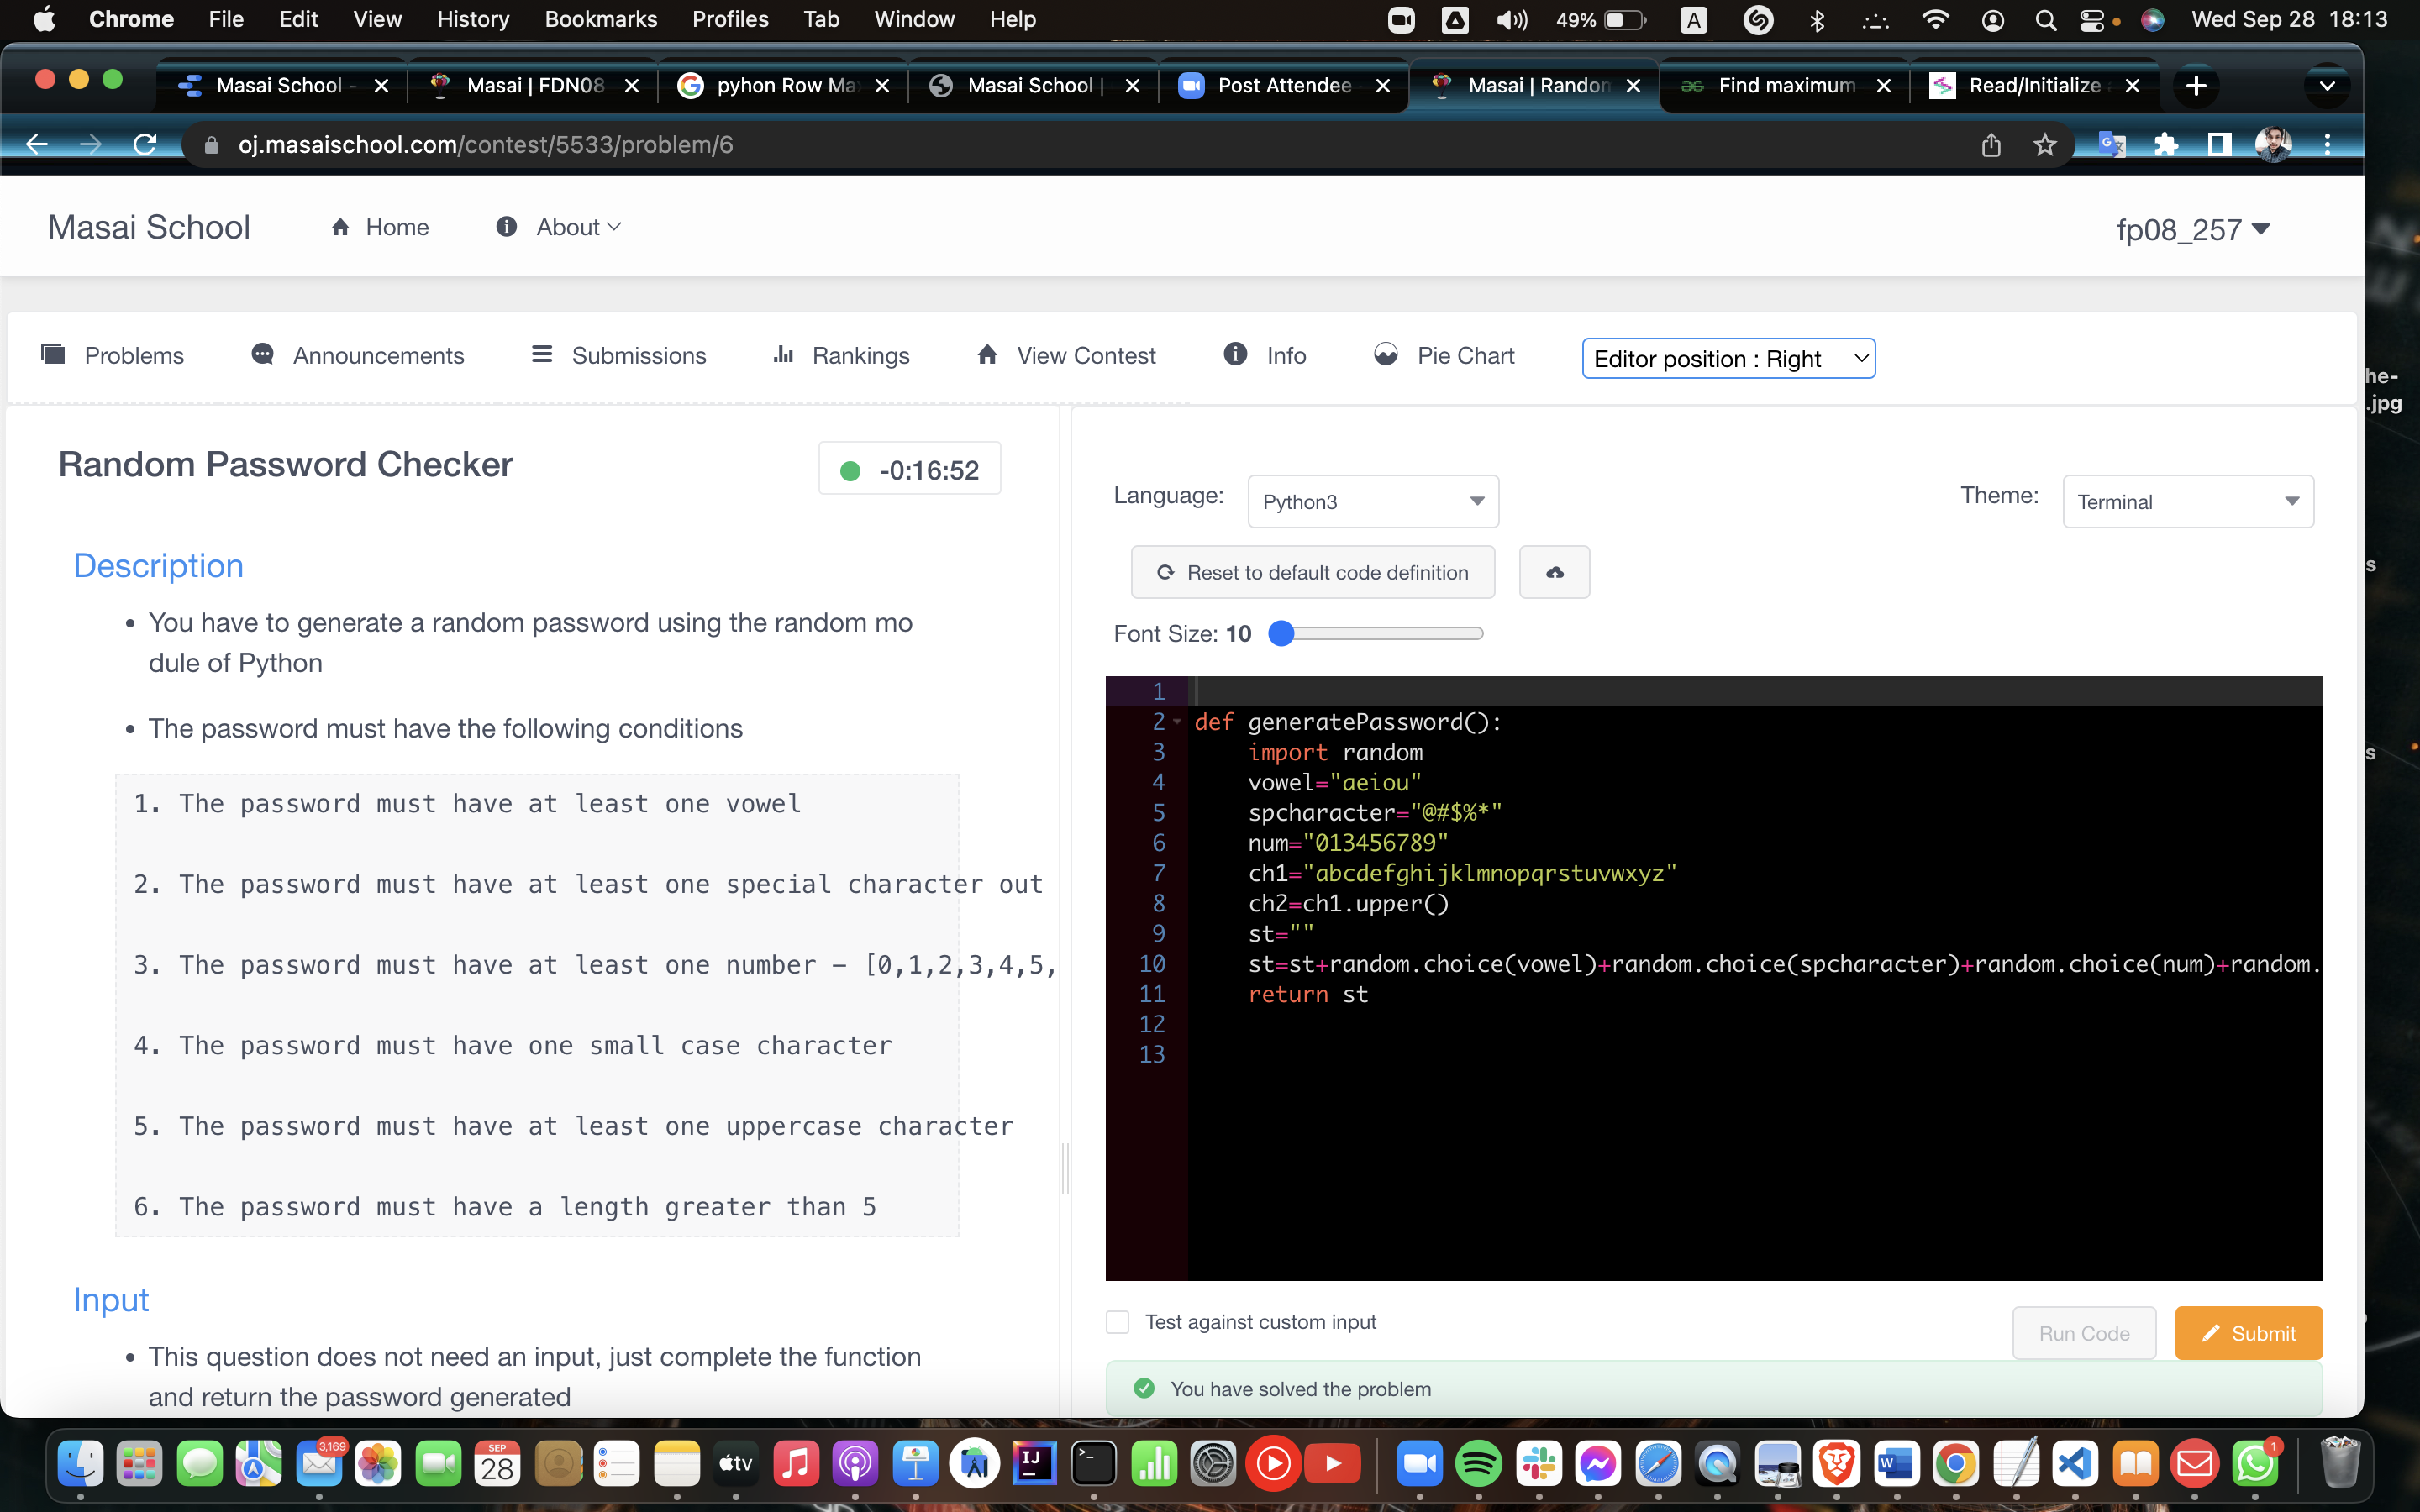 Chrome File Edit View History Bookmarks Profiles Tab Window Help 49% A Wed Sep 28 18:13
Masai School - Masai | FDN08 pyhon Row Ma Masai School | Post Attendee Masai | Randon Find maximum Read/Initialize
oj.masaischool.com/contest/5533/problem/6
Masai School Home About fp08_257
Problems Announcements Submissions Rankings View Contest Info Pie Chart Editor position : Right
he-
.jpg
Random Password Checker -0:16:52
Language: Python3 Theme: Terminal
Description
Reset to default code definition
s
You have to generate a random password using the random mo
dule of Python
Font Size: 10
The password must have the following conditions
1. The password must have at least one vowel
2. The password must have at least one special character out
3. The password must have at least one number – [0,1,2,3,4,5,
4. The password must have one small case character
5. The password must have at least one uppercase character
6. The password must have a length greater than 5
Input
This question does not need an input, just complete the function
and return the password generated
1
2 def generatePassword():
3 import random
4 vowel="aeiou"
5 spcharacter="@#$%*"
6 num="013456789"
7 ch1="abcdefghijklmnopqrstuvwxyz"
8 ch2=ch1.upper()
9 st=""
10 st=st+random.choice(vowel)+random.choice(spcharacter)+random.choice(num)+random.
11 return st
12
13
s
Test against custom input
Run Code Submit
You have solved the problem
3,169 SEP 28 tv IJ W 1